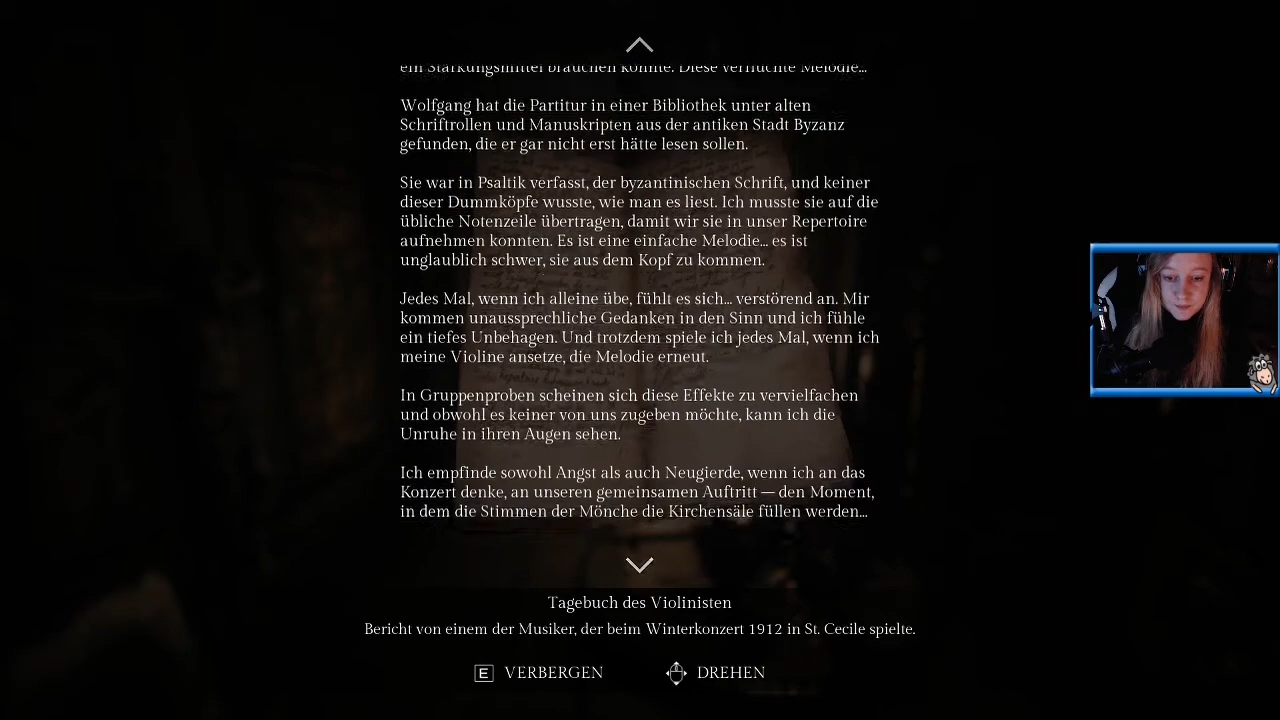 ein Stärkungsmittel brauchen könnte. Diese verfluchte Melodie...
Wolfgang hat die Partitur in einer Bibliothek unter alten
Schriftrollen und Manuskripten aus der antiken Stadt Byzanz
gefunden, die er gar nicht erst hätte lesen sollen.
Sie war in Psaltik verfasst, der byzantinischen Schrift, und keiner
dieser Dummköpfe wusste, wie man es liest. Ich musste sie auf die
übliche Notenzeile übertragen, damit wir sie in unser Repertoire
aufnehmen konnten. Es ist eine einfache Melodie... es ist
unglaublich schwer, sie aus dem Kopf zu kommen.
Jedes Mal, wenn ich alleine übe, fühlt es sich... verstörend an. Mir
kommen unaussprechliche Gedanken in den Sinn und ich fühle
ein tiefes Unbehagen. Und trotzdem spiele ich jedes Mal, wenn ich
meine Violine ansetze, die Melodie erneut.
In Gruppenproben scheinen sich diese Effekte zu vervielfachen
und obwohl es keiner von uns zugeben möchte, kann ich die
Unruhe in ihren Augen sehen.
Ich empfinde sowohl Angst als auch Neugierde, wenn ich an das
Konzert denke, an unseren gemeinsamen Auftritt — den Moment,
in dem die Stimmen der Mönche die Kirchensäle füllen werden...
Tagebuch des Violinisten
Bericht von einem der Musiker, der beim Winterkonzert 1912 in St. Cecile spielte.
E VERBERGEN DREHEN